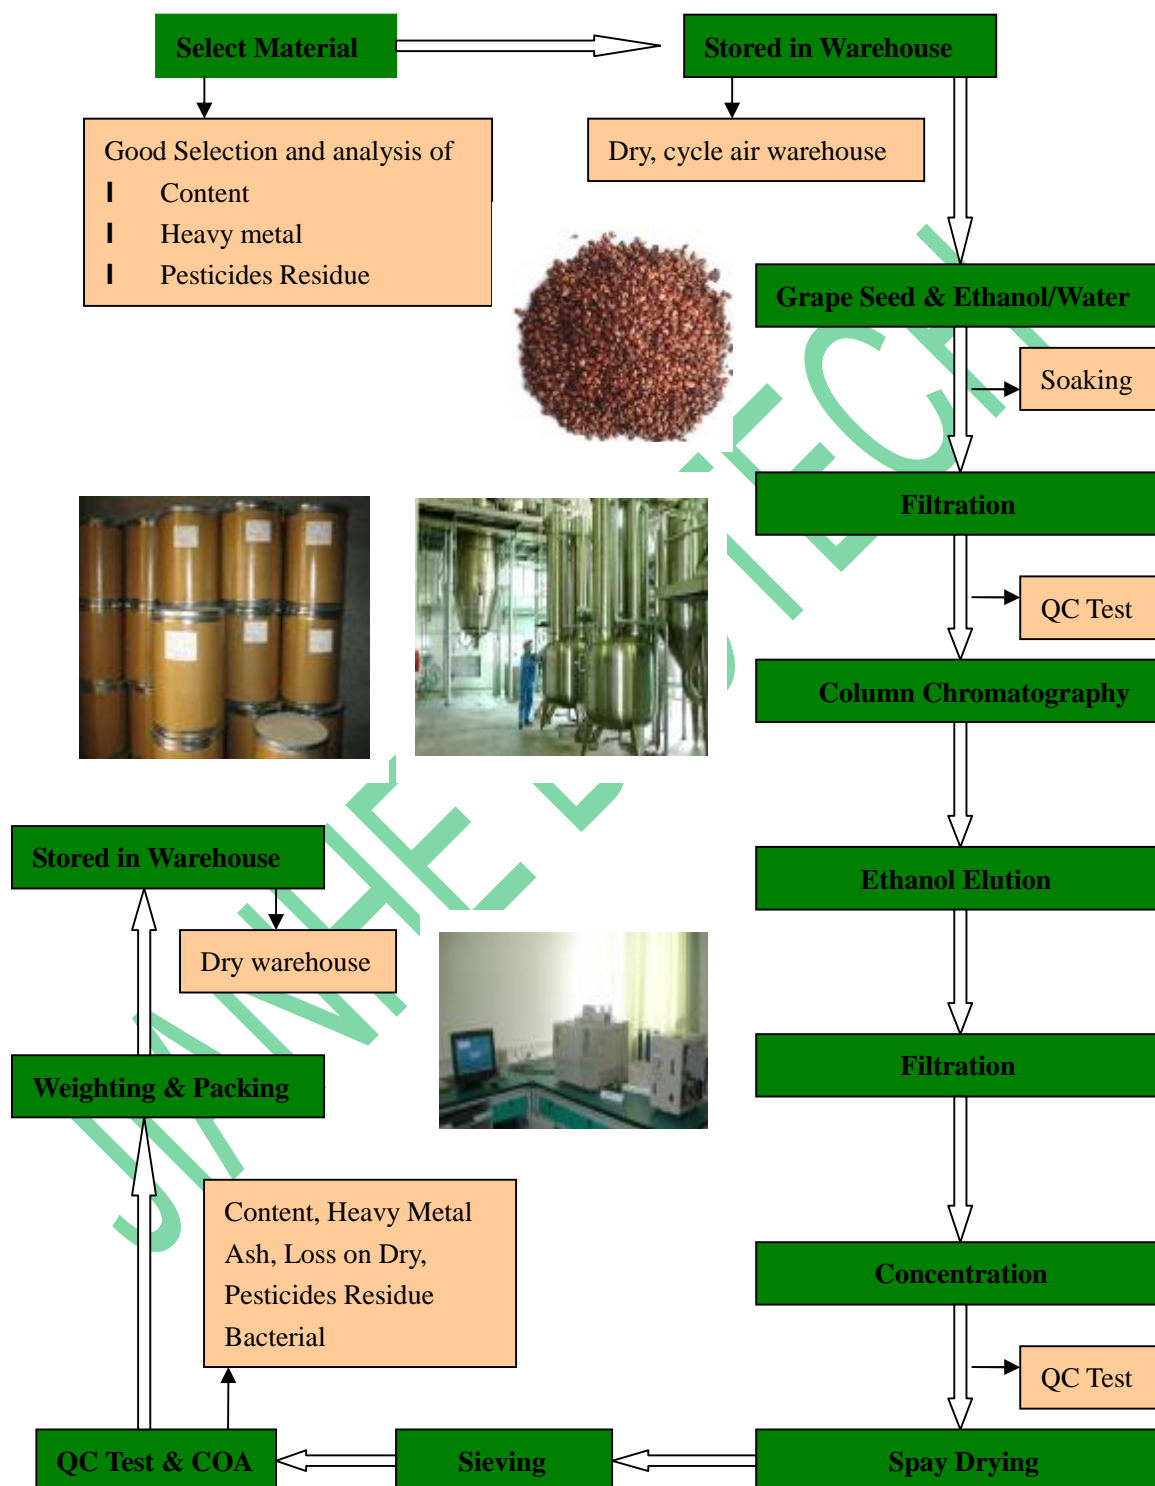 Select Material
Stored in Warehouse
Good Selection and analysis of
Content
Heavy metal
Pesticides Residue
Dry, cycle air warehouse
Grape Seed & Ethanol/Water
Soaking
Filtration
QC Test
Column Chromatography
Ethanol Elution
Filtration
Concentration
QC Test
Spay Drying
Sieving
QC Test & COA
Content, Heavy Metal
Ash, Loss on Dry,
Pesticides Residue
Bacterial
Weighting & Packing
Stored in Warehouse
Dry warehouse